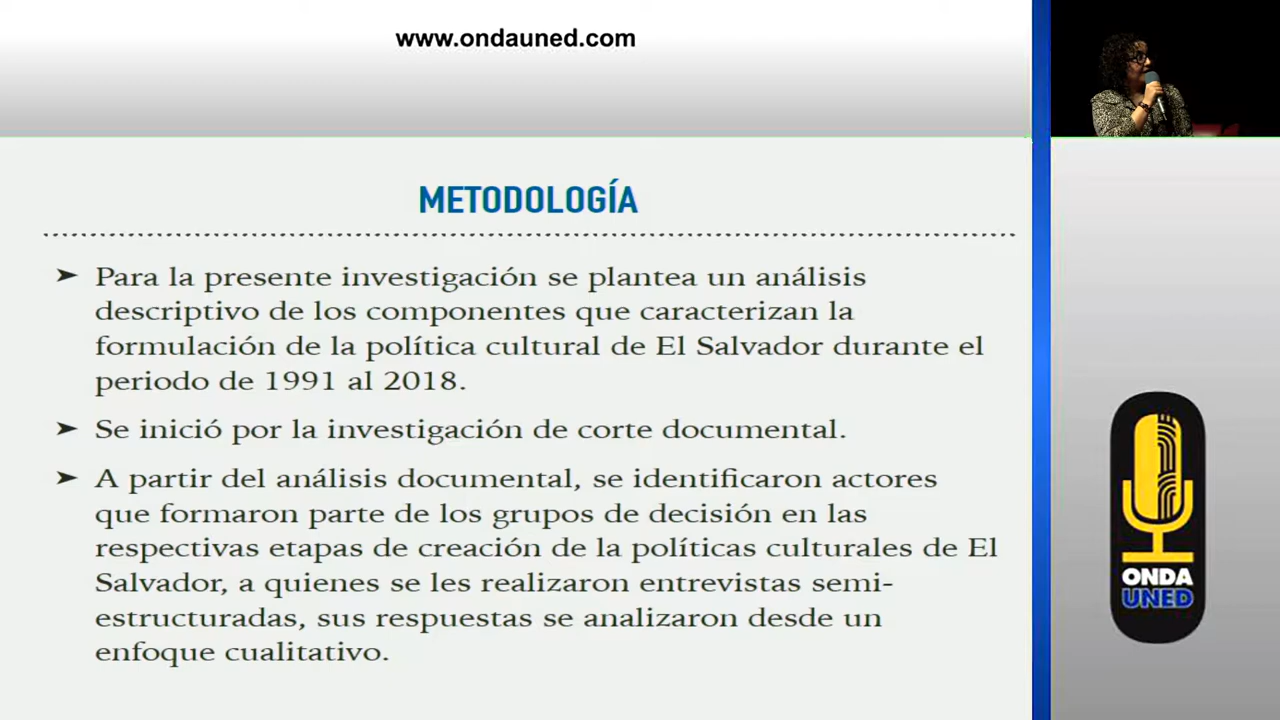 www.ondauned.com
METODOLOGÍA
➤ Para la presente investigación se plantea un análisis
descriptivo de los componentes que caracterizan la
formulación de la política cultural de El Salvador durante el
periodo de 1991 al 2018.
➤ Se inició por la investigación de corte documental.
➤ A partir del análisis documental, se identificaron actores
que formaron parte de los grupos de decisión en las
respectivas etapas de creación de la políticas culturales de El
Salvador, a quienes se les realizaron entrevistas semi-
estructuradas, sus respuestas se analizaron desde un
enfoque cualitativo.
ONDA
UNED